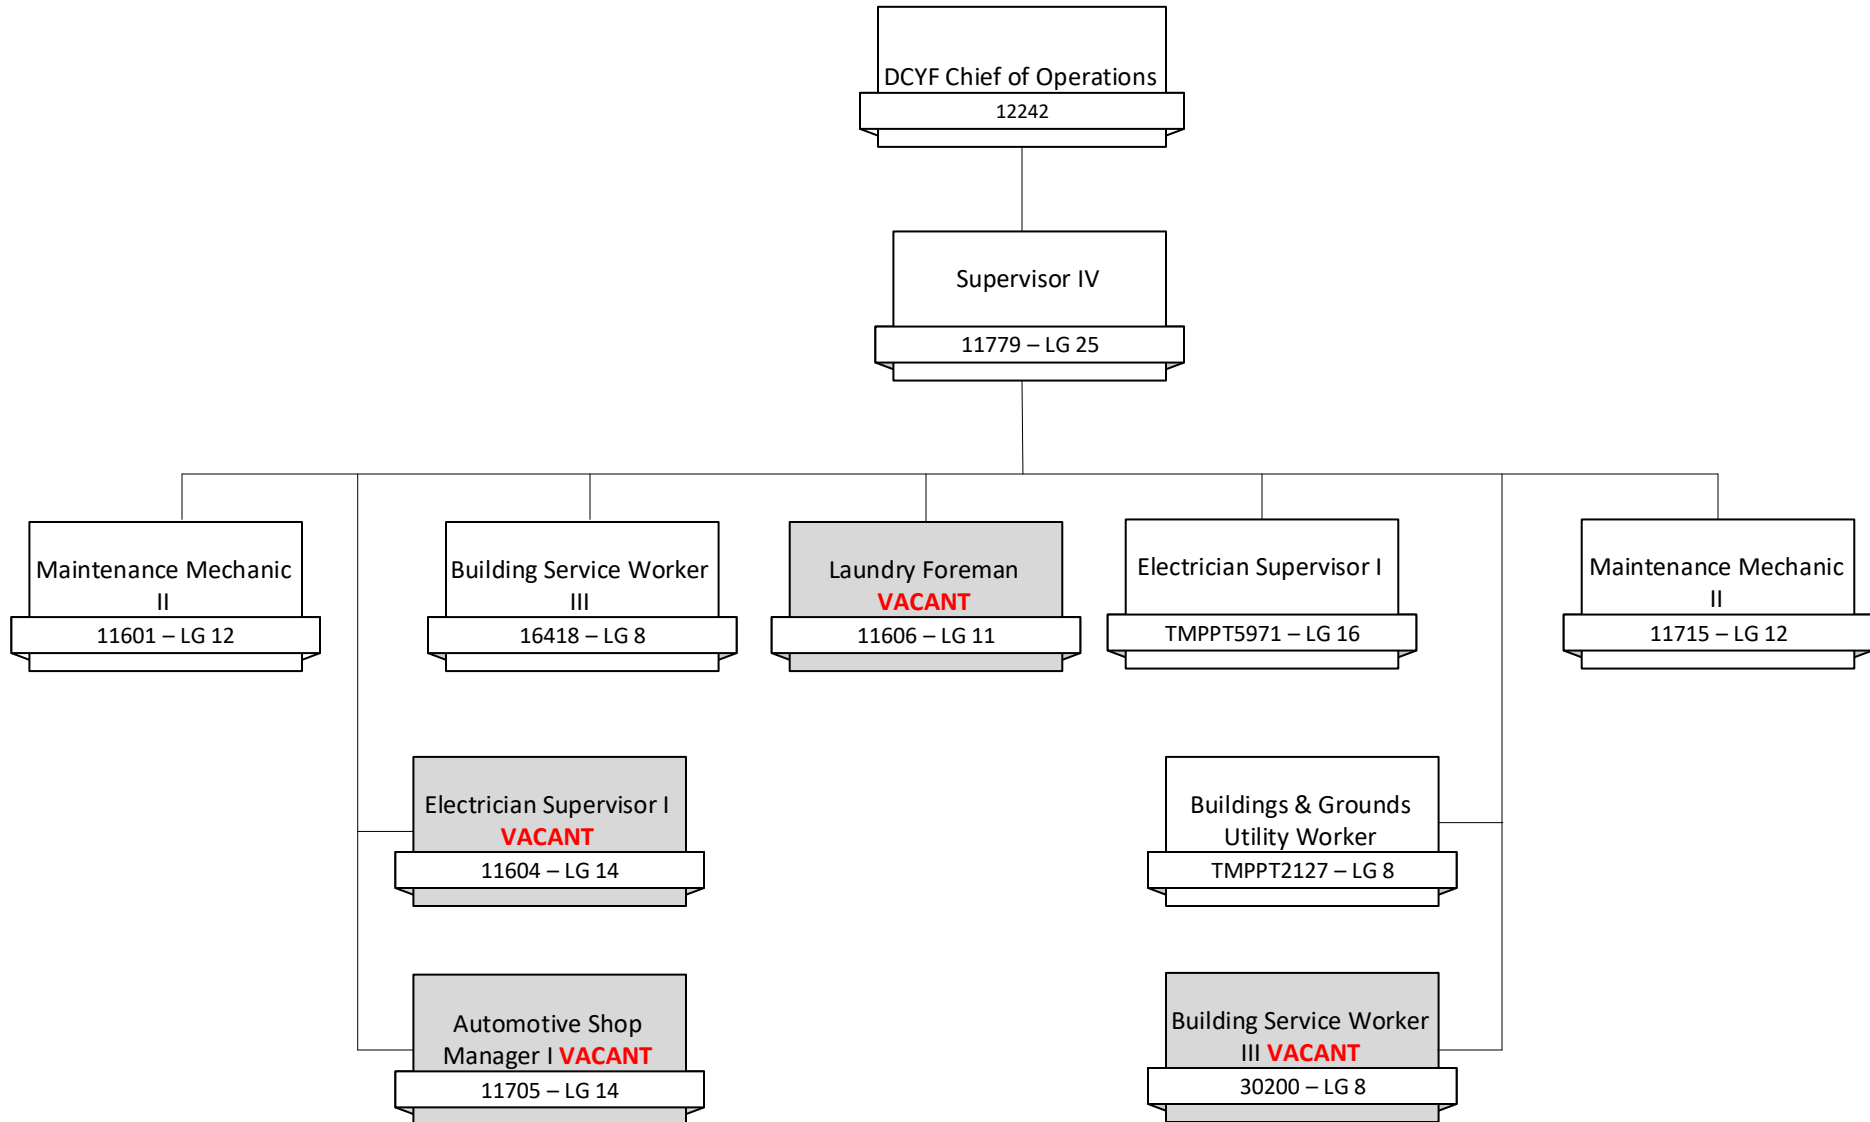 DCYF Chief of Operations
12242
Supervisor IV
11779 – LG 25
Maintenance Mechanic
II
11601 – LG 12
Building Service Worker
III
16418 – LG 8
Laundry Foreman
VACANT
11606 – LG 11
Electrician Supervisor I
TMPPT5971 – LG 16
Maintenance Mechanic
II
11715 – LG 12
Electrician Supervisor I
VACANT
11604 – LG 14
Buildings & Grounds
Utility Worker
TMPPT2127 – LG 8
Automotive Shop
Manager I VACANT
11705 – LG 14
Building Service Worker
III VACANT
30200 – LG 8